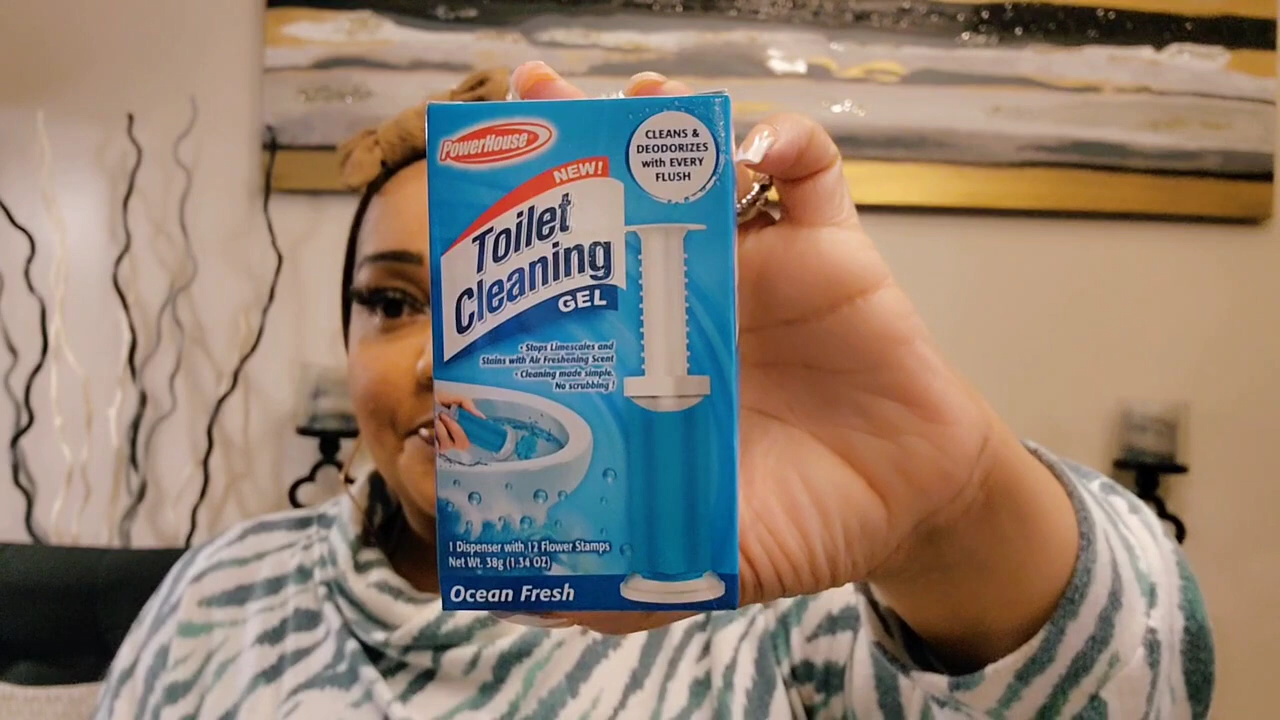 PowerHouse
CLEANS &
DEODORIZES
with EVERY
FLUSH
NEW!
Toilet
Cleaning
GEL
• Stops Limescales and
Stains with Air Freshening Scent
• Cleaning made simple.
No scrubbing!
1 Dispenser with 12 Flower Stamps
Net Wt. 38g (1.34 OZ)
Ocean Fresh